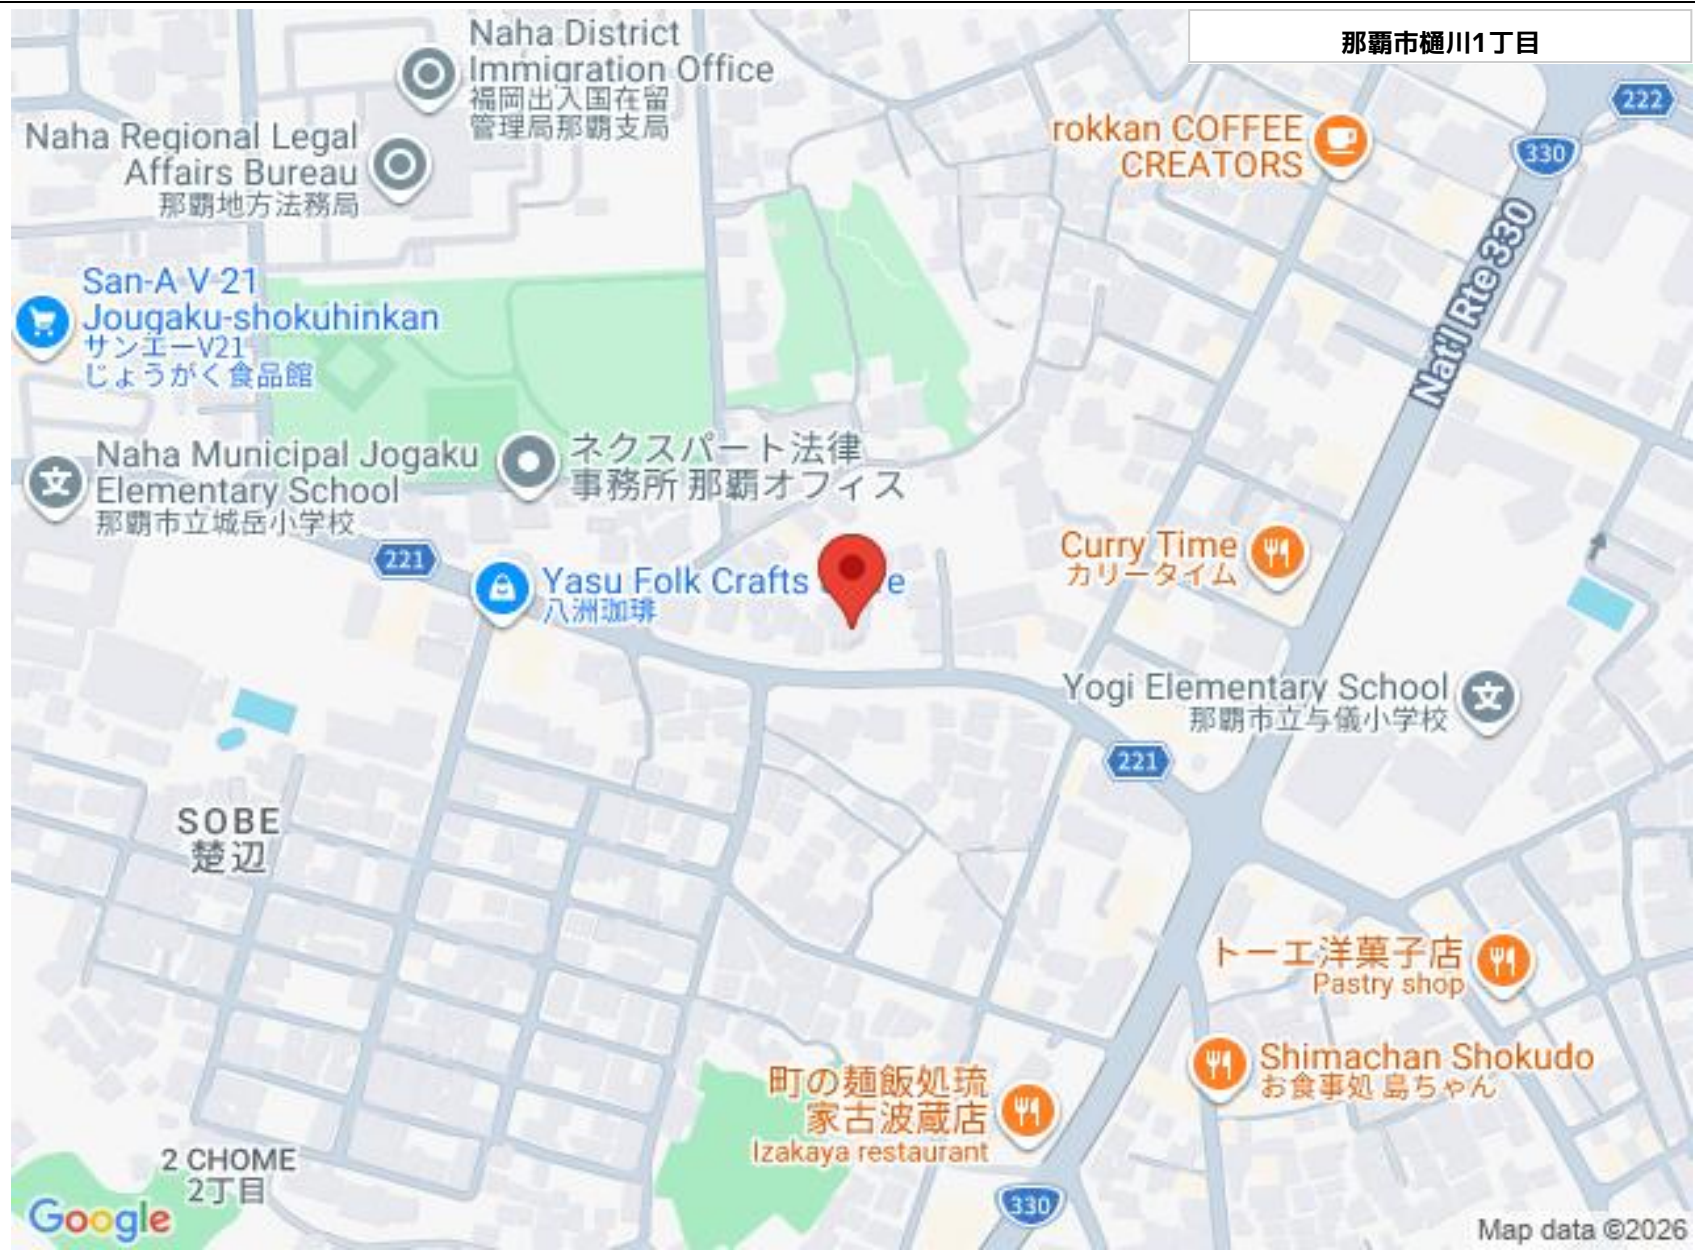 那覇市樋川1丁目
Naha District
Immigration Office
福岡出入国在留
管理局那覇支局
222
rokkan COFFEE
CREATORS
330
Naha Regional Legal
Affairs Bureau
那覇地方法務局
Nat'l Rte 330
San-A V 21
Jougaku-shokuhinkan
サンエーV21
じょうがく食品館
Naha Municipal Jogaku
Elementary School
那覇市立城岳小学校
ネクスパート法律
事務所 那覇オフィス
221
Yasu Folk Crafts
八洲珈琲
Curry Time
カリータイム
Yogi Elementary School
那覇市立与儀小学校
221
SOBE
楚辺
トーエ洋菓子店
Pastry shop
Shimachan Shokudo
お食事処 島ちゃん
町の麺飯処琉
家古波蔵店
Izakaya restaurant
2 CHOME
2丁目
330
Google
Map data ©2026